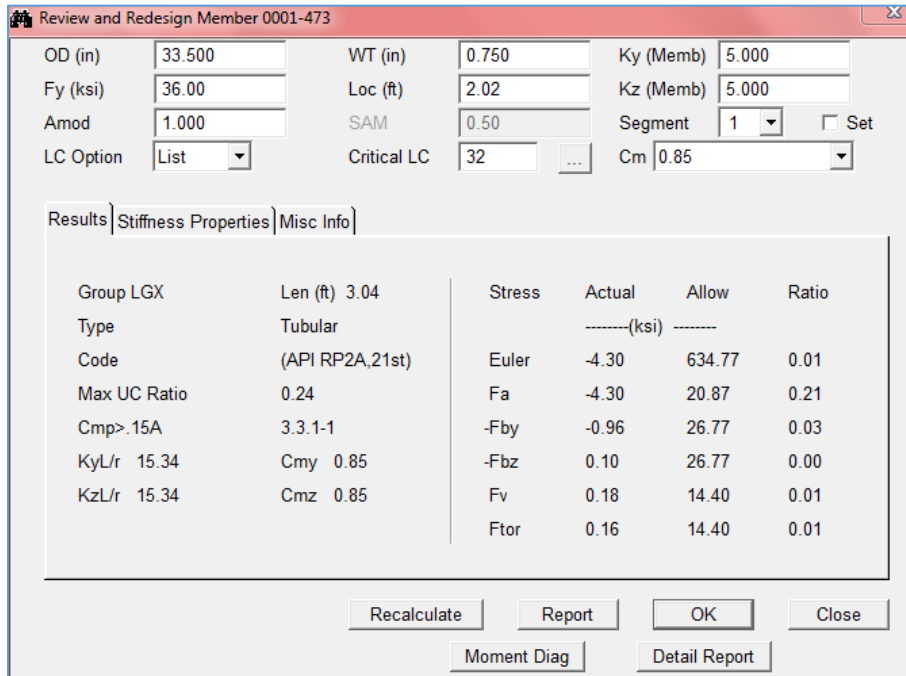 Review and Redesign Member 0001-473
OD (in) 33.500 WT (in) 0.750 Ky (Memb) 5.000
Fy (ksi) 36.00 Loc (ft) 2.02 Kz (Memb) 5.000
Amod 1.000 SAM 0.50 Segment 1 Set
LC Option List Critical LC 32 ... Cm 0.85
Results Stiffness Properties Misc Info
Group LGX Len (ft) 3.04 Stress Actual Allow Ratio
Type Tubular --------(ksi) --------
Code (API RP2A,21st) Euler -4.30 634.77 0.01
Max UC Ratio 0.24 Fa -4.30 20.87 0.21
Cmp>.15A 3.3.1-1 -Fby -0.96 26.77 0.03
KyL/r 15.34 Cmy 0.85 -Fbz 0.10 26.77 0.00
KzL/r 15.34 Cmz 0.85 Fv 0.18 14.40 0.01
Ftor 0.16 14.40 0.01
Recalculate Report OK Close
Moment Diag Detail Report